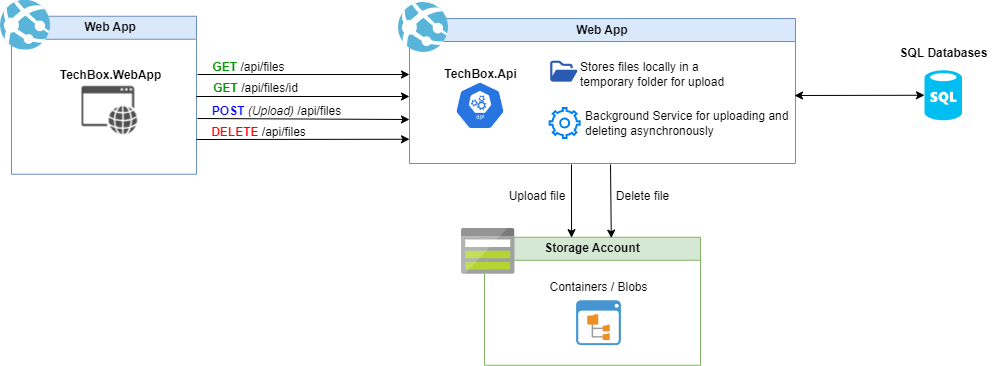 Web App
TechBox.WebApp
GET /api/files
GET /api/files/id
POST (Upload) /api/files
DELETE /api/files
Web App
TechBox.Api
api
Stores files locally in a
temporary folder for upload
Background Service for uploading and
deleting asynchronously
SQL Databases
SQL
Upload file
Delete file
Storage Account
Containers / Blobs